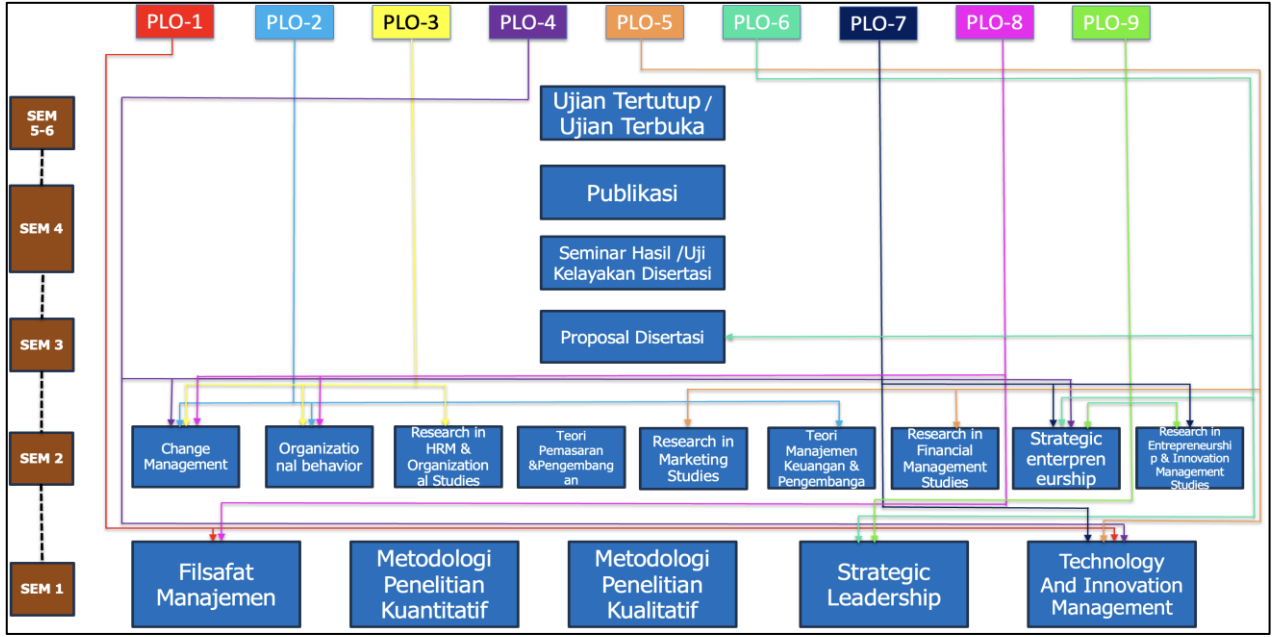 PLO-1
PLO-2
PLO-3
PLO-4
PLO-5
PLO-6
PLO-7
PLO-8
PLO-9
SEM
5-6
Ujian Tertutup /
Ujian Terbuka
SEM 4
Publikasi
Seminar Hasil /Uji
Kelayakan Disertasi
SEM 3
Proposal Disertasi
SEM 2
Change
Management
Organizatio
nal behavior
Research in
HRM &
Organization
al Studies
Teori
Pemasaran
&Pengembang
an
Research in
Marketing
Studies
Teori
Manajemen
Keuangan &
Pengembanga
Research in
Financial
Management
Studies
Strategic
enterpren
eurship
Research in
Entrepreneurshi
p & Innovation
Management
Studies
SEM 1
Filsafat
Manajemen
Metodologi
Penelitian
Kuantitatif
Metodologi
Penelitian
Kualitatif
Strategic
Leadership
Technology
And Innovation
Management